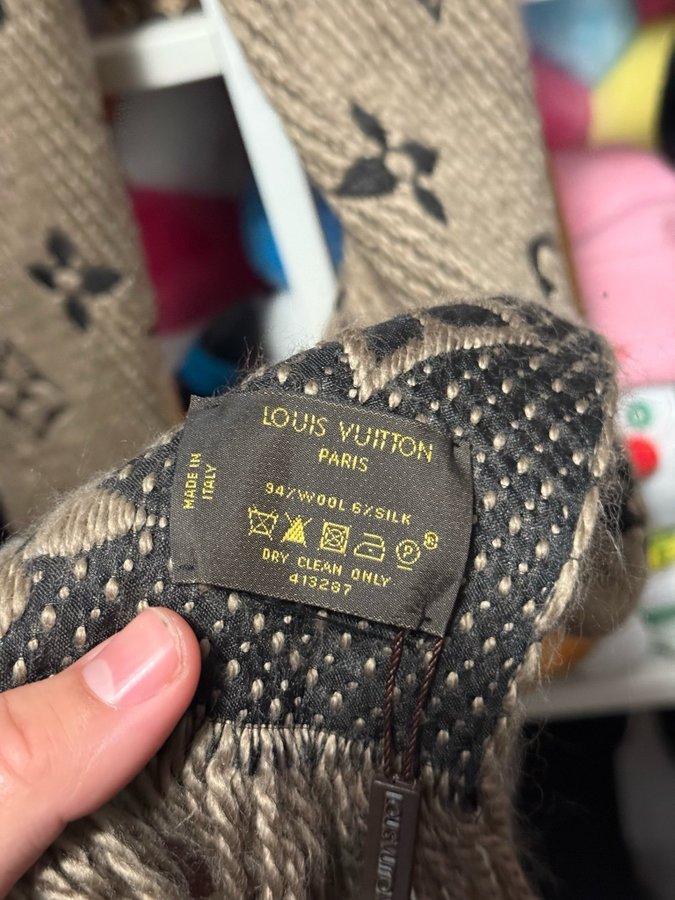 LOUIS VUITTON
PARIS
MADE IN
ITALY
94%WOOL 6%SILK
P
DRY CLEAN ONLY
413287